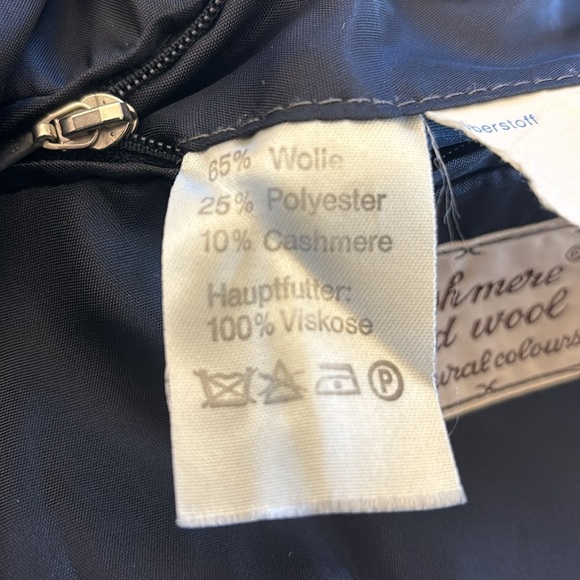 65% Wolle
25% Polyester
10% Cashmere
Hauptfutter:
100% Viskose
P
berstoff
hmere®
d wool
ural colours